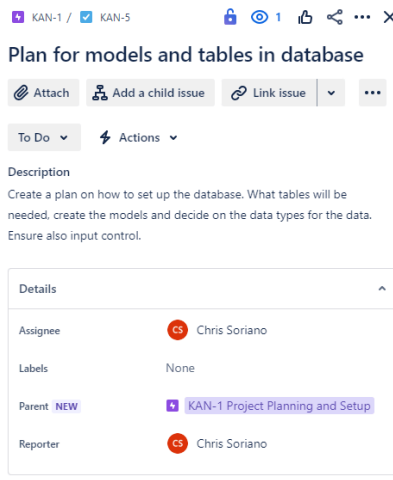 KAN-1 / KAN-5 1
Plan for models and tables in database
Attach Add a child issue Link issue
To Do Actions
Description
Create a plan on how to set up the database. What tables will be
needed, create the models and decide on the data types for the data.
Ensure also input control.
Details
Assignee CS Chris Soriano
Labels None
Parent NEW KAN-1 Project Planning and Setup
Reporter CS Chris Soriano